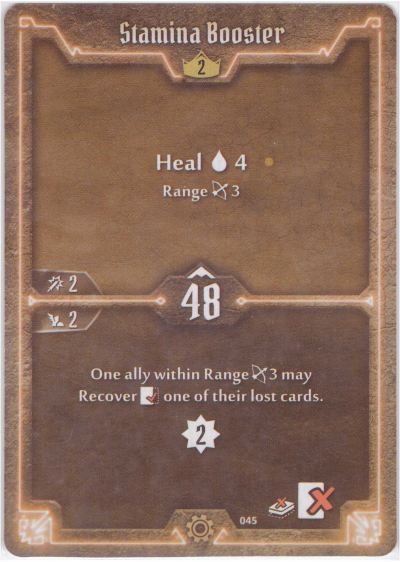 Stamina Booster
2
Heal 4
Range 3
2
48
2
One ally within Range 3 may
Recover one of their lost cards.
2
045